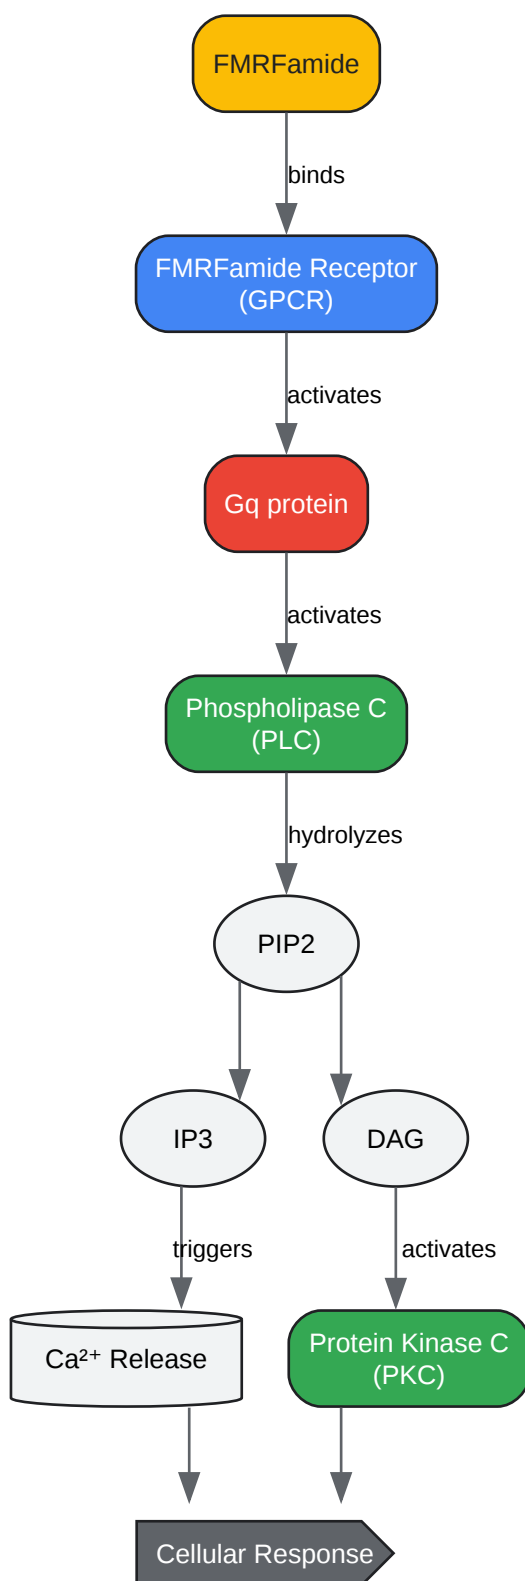 FMRFamide
binds
FMRFamide Receptor
(GPCR)
activates
Gq protein
activates
Phospholipase C
(PLC)
hydrolyzes
PIP2
IP3
DAG
triggers
activates
Ca²⁺ Release
Protein Kinase C
(PKC)
Cellular Response